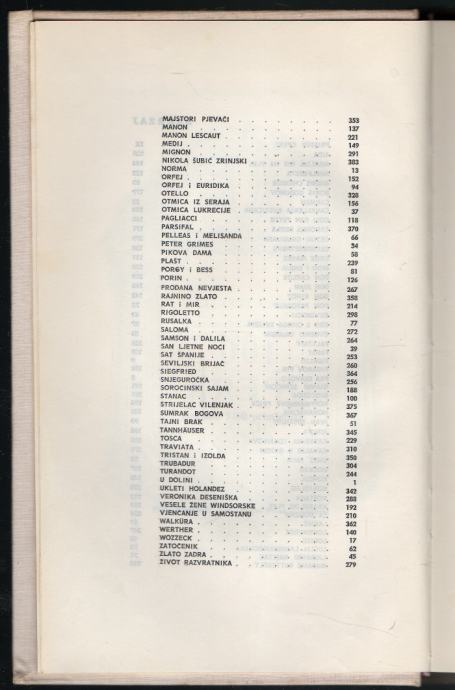 MAJSTORI PJEVAČI 353
MANON 137
MANON LESCAUT 221
MEDIJ 149
MIGNON 291
NIKOLA ŠUBIĆ ZRINJSKI 383
NORMA 13
ORFEJ 152
ORFEJ i EURIDIKA 94
OTELLO 328
OTMICA IZ SERAJA 156
OTMICA LUKRECIJE 37
PAGLIACCI 118
PARSIFAL 370
PELLEAS i MELISANDA 66
PETER GRIMES 34
PIKOVA DAMA 58
PLAŠT 239
PORGY i BESS 81
PORIN 126
PRODANA NEVJESTA 267
RAJNINO ZLATO 358
RAT i MIR 214
RIGOLETTO 298
RUSALKA 77
SALOMA 272
SAMSON i DALILA 264
SAN LJETNE NOĆI 39
SAT ŠPANIJE 253
SEVILJSKI BRIJAČ 260
SIEGFRIED 364
SNJEGUROČKA 256
SOROČINSKI SAJAM 188
STANAC 100
STRIJELAC VILENJAK 375
SUMRAK BOGOVA 367
TAJNI BRAK 51
TANNHÄUSER 345
TOSCA 229
TRAVIATA 310
TRISTAN i IZOLDA 350
TRUBADUR 304
TURANDOT 244
U DOLINI 1
UKLETI HOLANDEZ 342
VERONIKA DESENIŠKA 288
VESELE ŽENE WINDSORSKE 192
VJENČANJE U SAMOSTANU 210
WALKÜRA 362
WERTHER 140
WOZZECK 17
ZATOČENIK 62
ZLATO ZADRA 45
ŽIVOT RAZVRATNIKA 279